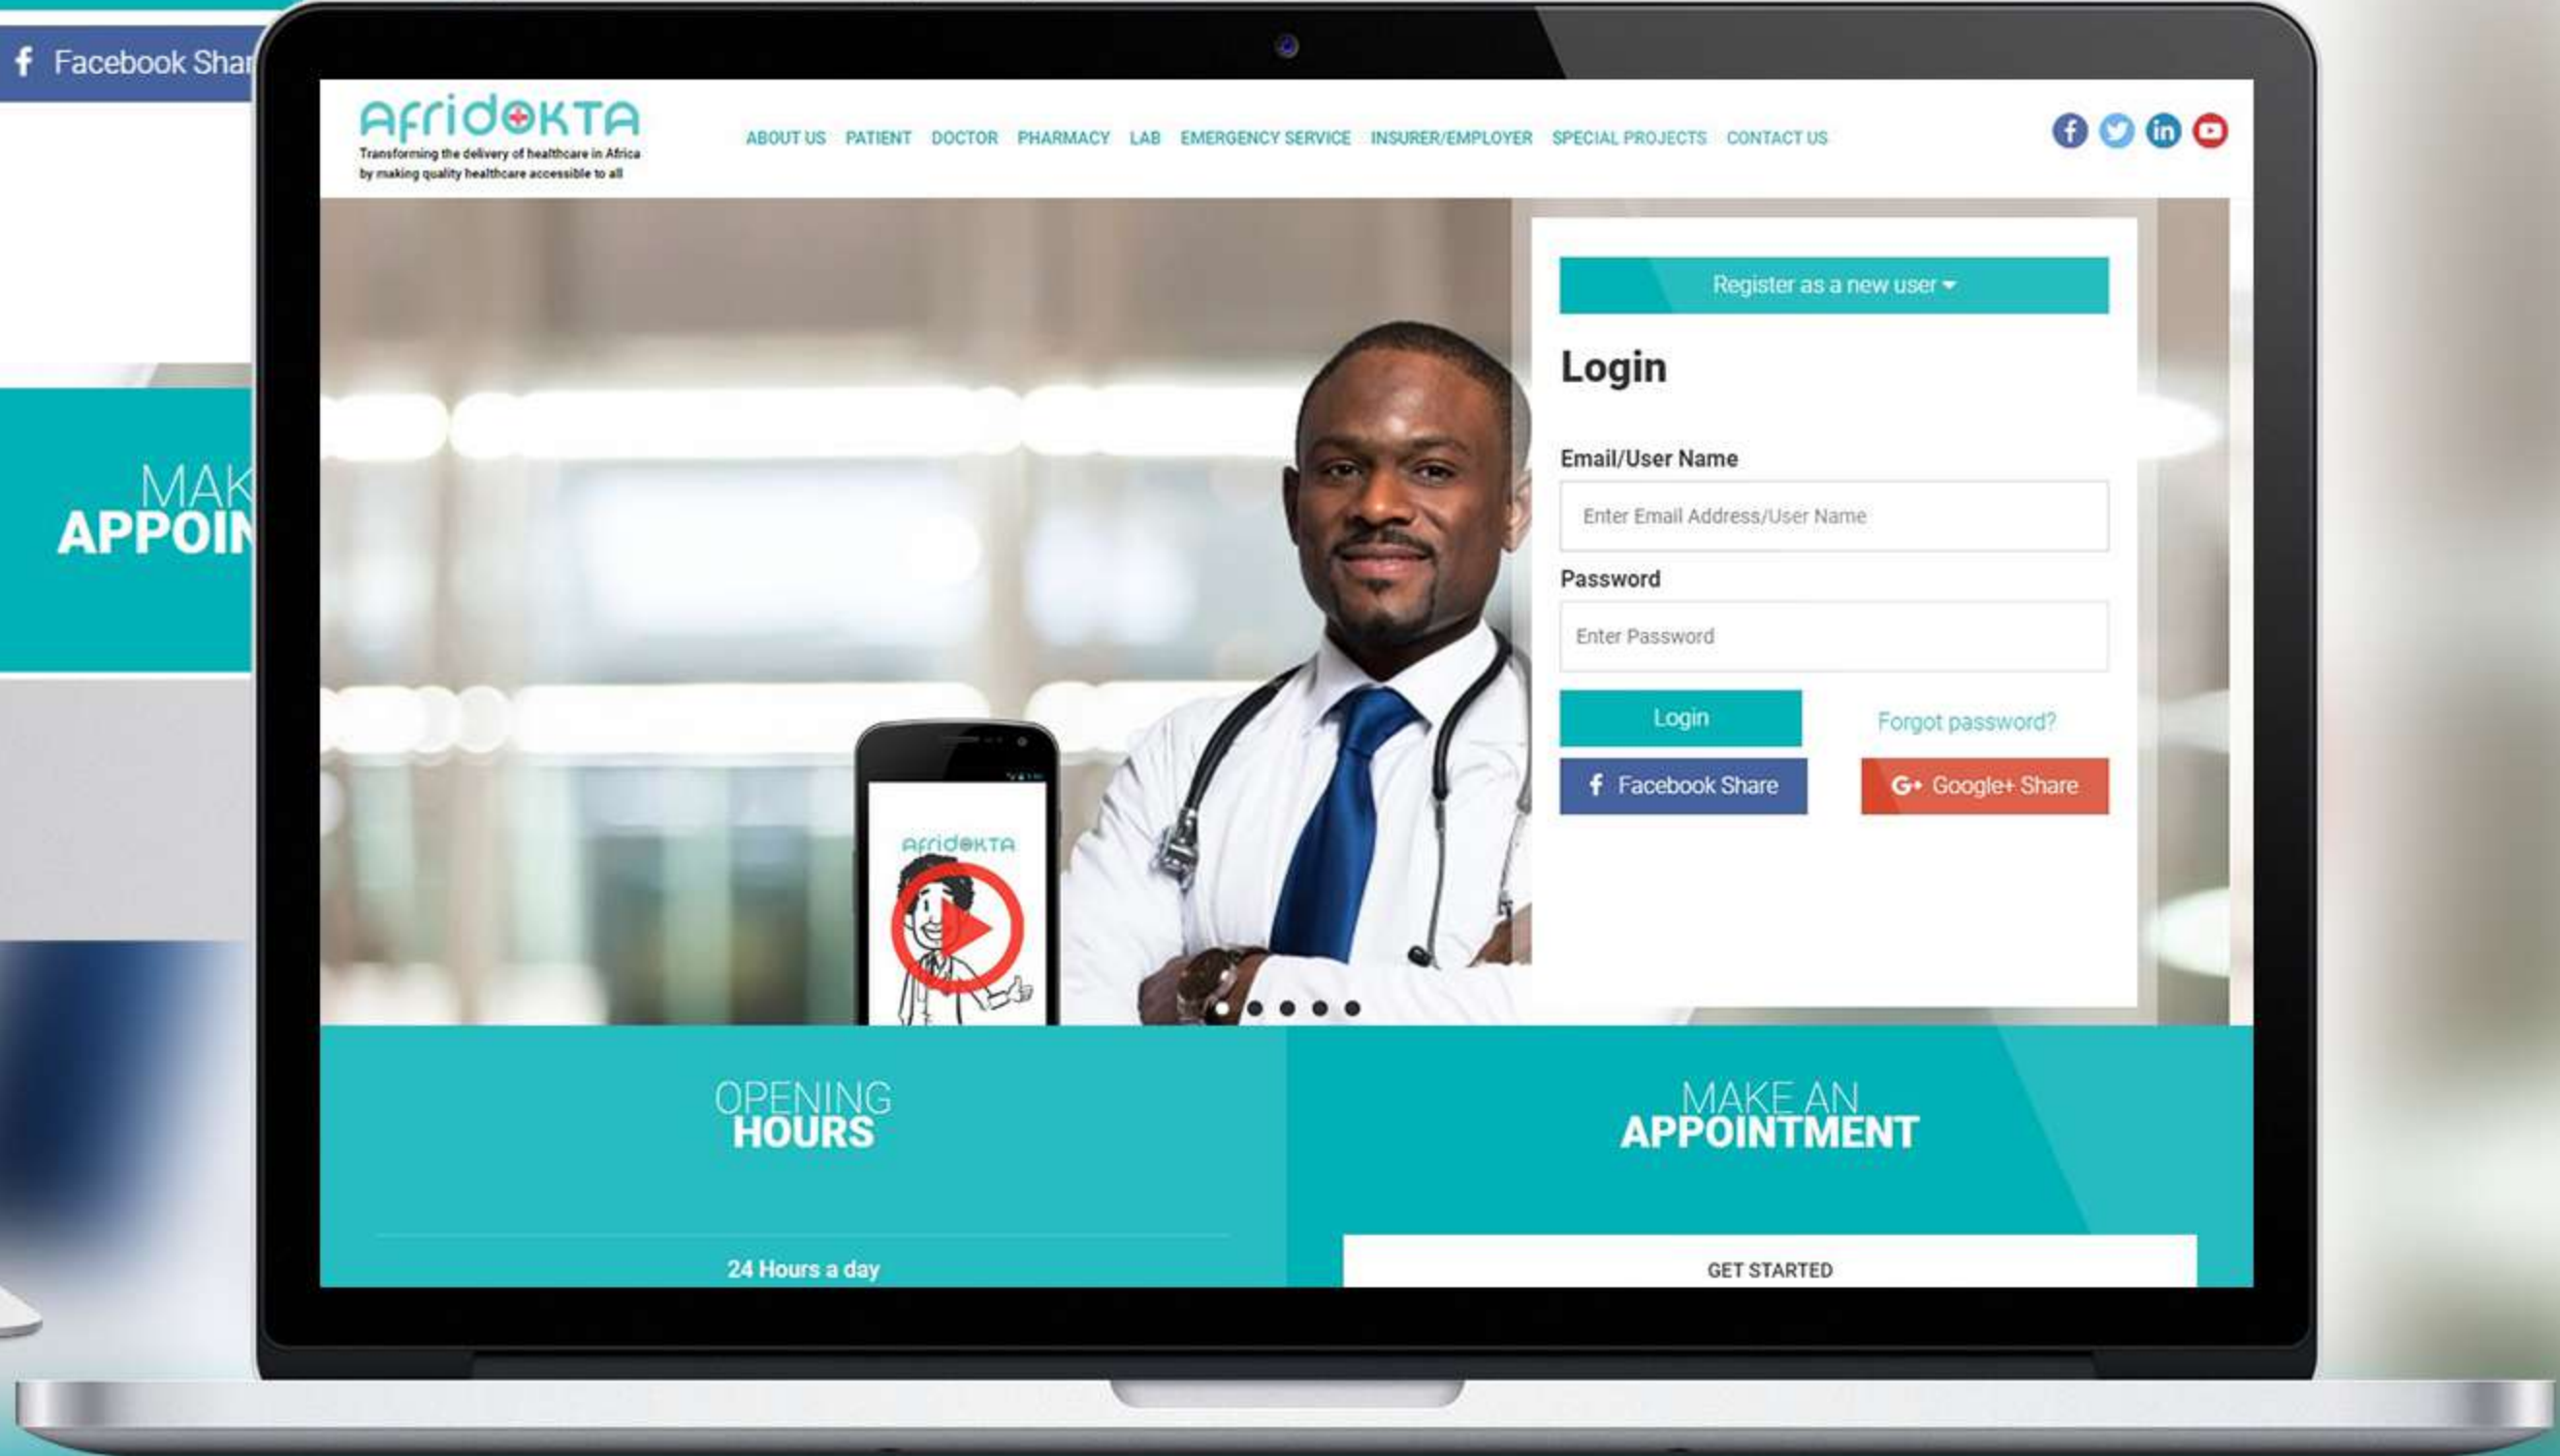 Facebook Shar
MAK
APPOIN
AfridoKTA
Transforming the delivery of healthcare in Africa
by making quality healthcare accessible to all
ABOUT US PATIENT DOCTOR PHARMACY LAB EMERGENCY SERVICE INSURER/EMPLOYER SPECIAL PROJECTS CONTACT US
Register as a new user
Login
Email/User Name
Enter Email Address/User Name
Password
Enter Password
Login
Forgot password?
Facebook Share
G+ Google+ Share
AfridoKTA
OPENING
HOURS
24 Hours a day
MAKE AN
APPOINTMENT
GET STARTED